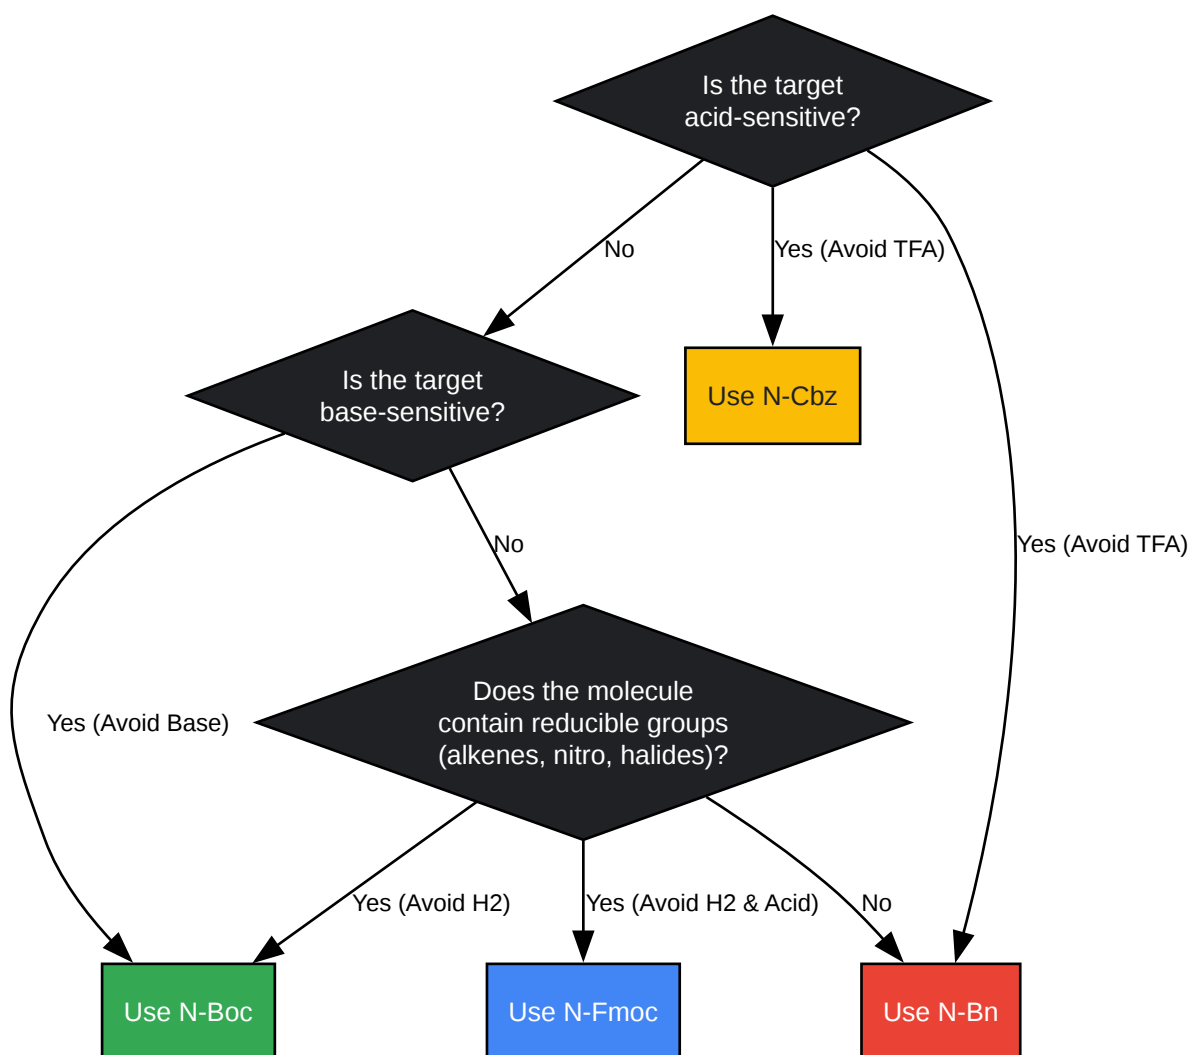 Is the target
acid-sensitive?
No
Yes (Avoid TFA)
Is the target
base-sensitive?
Use N-Cbz
No
Yes (Avoid TFA)
Does the molecule
contain reducible groups
(alkenes, nitro, halides)?
Yes (Avoid Base)
Yes (Avoid H2)
Yes (Avoid H2 & Acid)
No
Use N-Boc
Use N-Fmoc
Use N-Bn